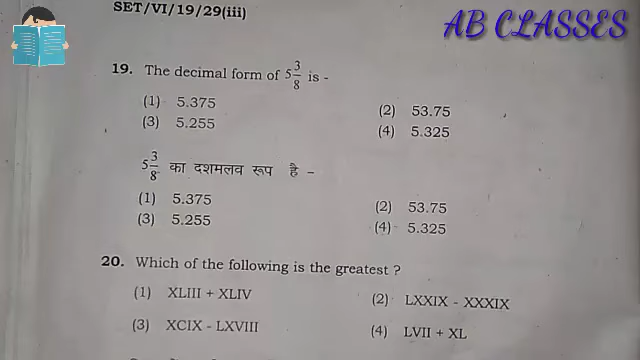 SET/VI/19/29(iii)
AB CLASSES
19. The decimal form of 5 3/8 is -
(1) 5.375 (2) 53.75
(3) 5.255 (4) 5.325
5 3/8 का दशमलव रूप है –
(1) 5.375 (2) 53.75
(3) 5.255 (4) 5.325
20. Which of the following is the greatest ?
(1) XLIII + XLIV (2) LXXIX - XXXIX
(3) XCIX - LXVIII (4) LVII + XL